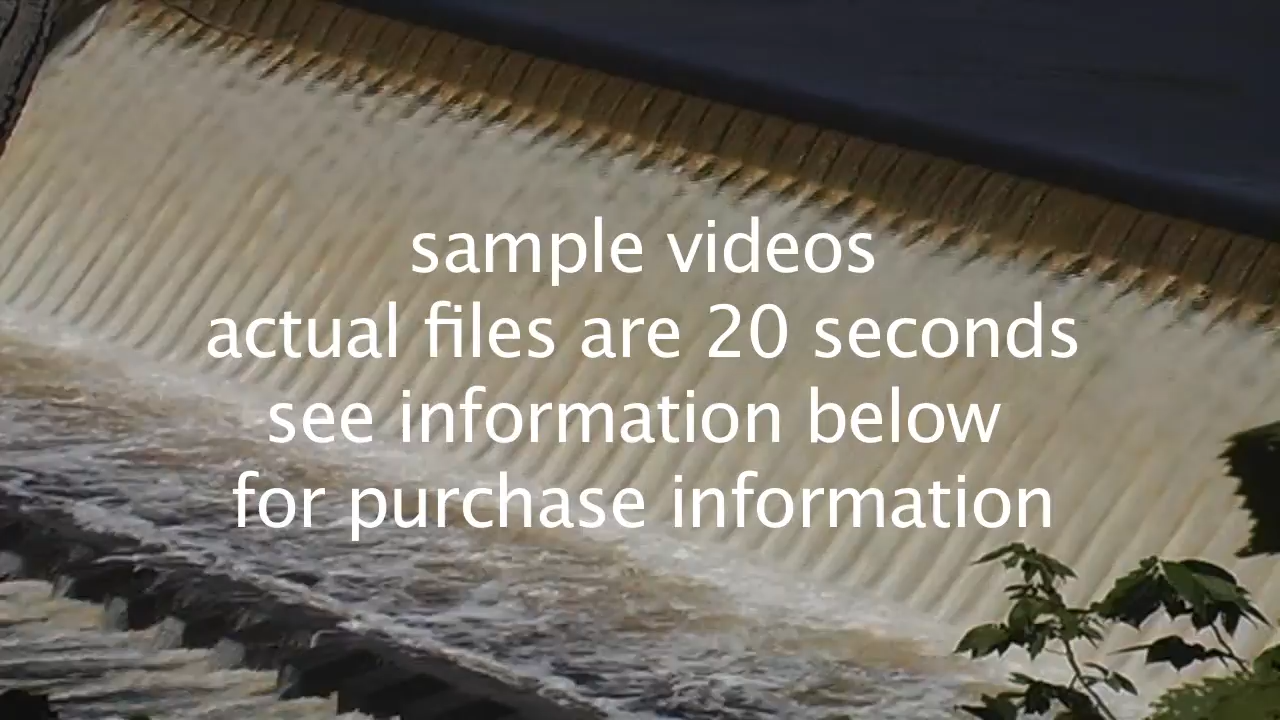 sample videos
actual files are 20 seconds
see information below
for purchase information